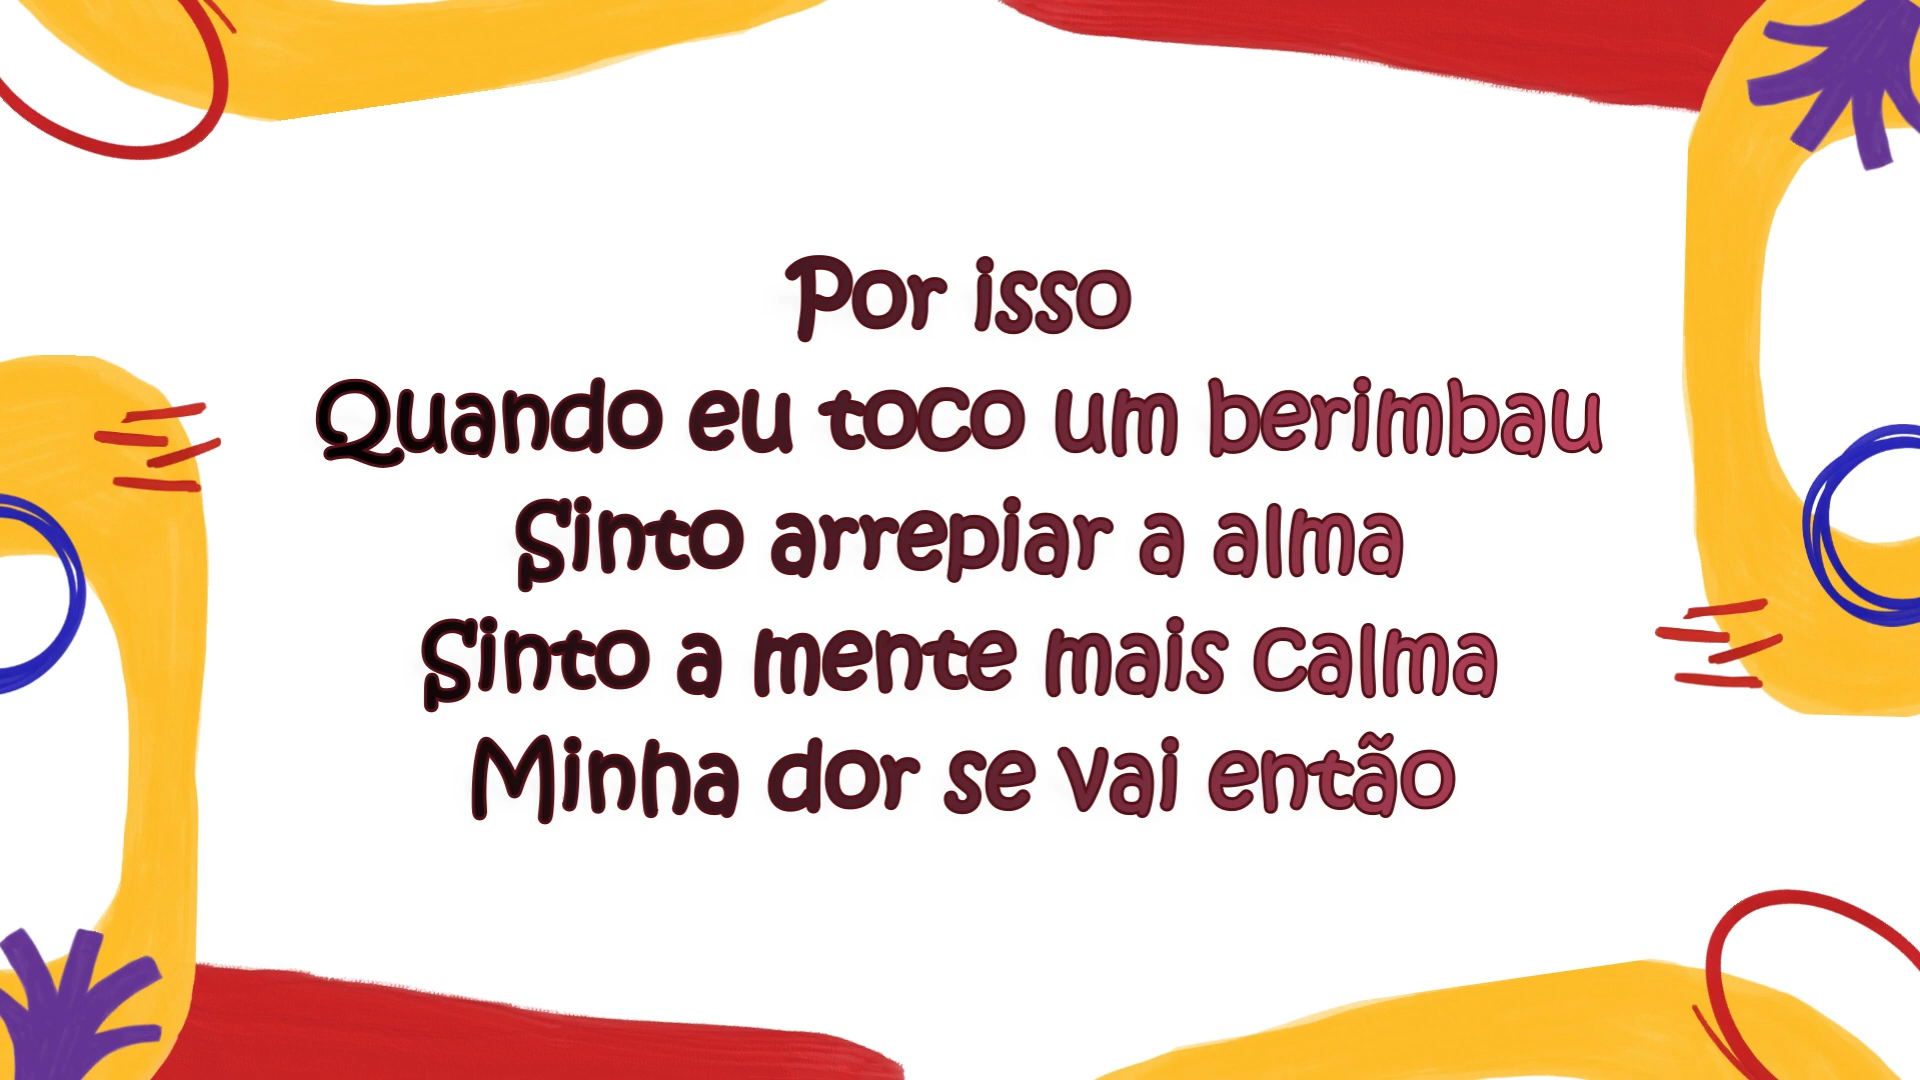 Por isso
Quando eu toco um berimbau
Sinto arrepiar a alma
Sinto a mente mais calma
Minha dor se vai então